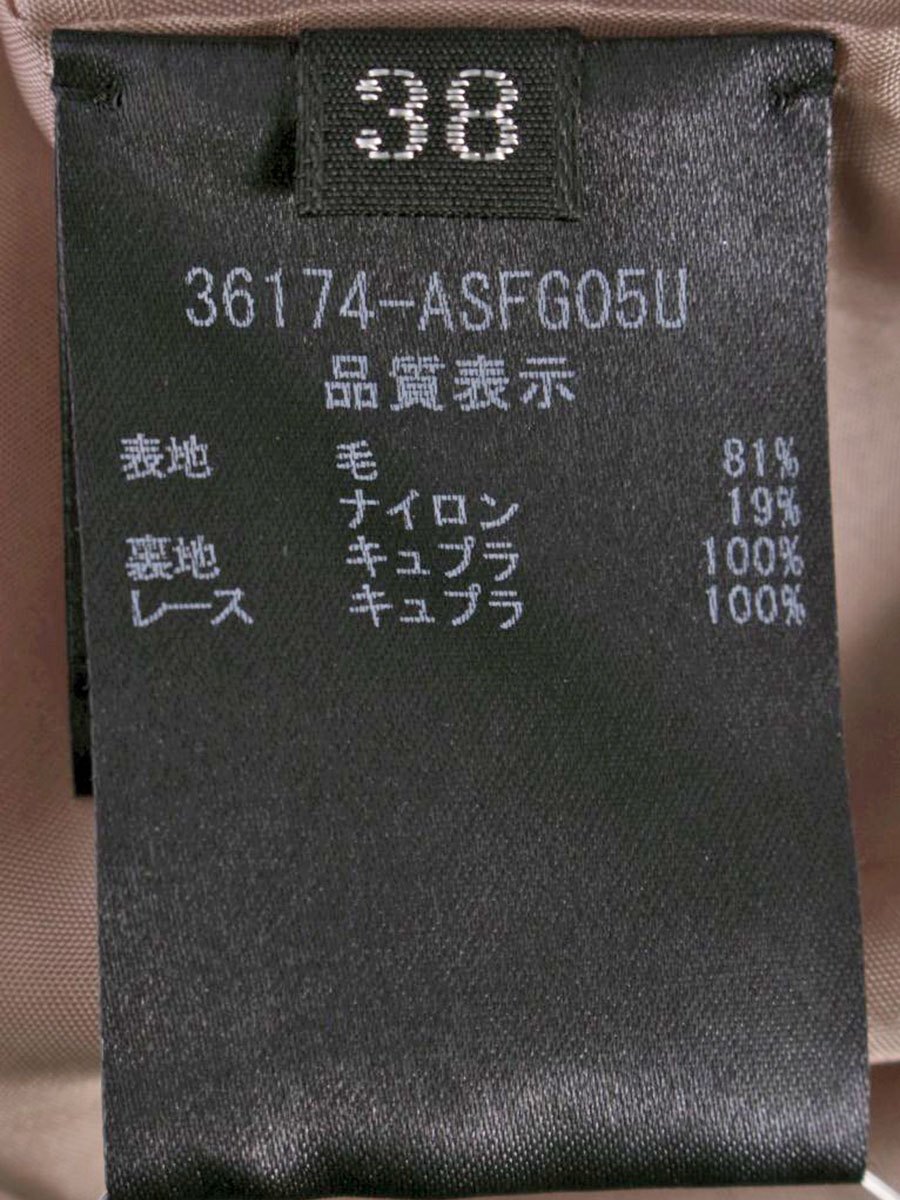 38
36174-ASFG05U
品質表示
表地 毛 81%
ナイロン 19%
裏地 キュプラ 100%
レース キュプラ 100%